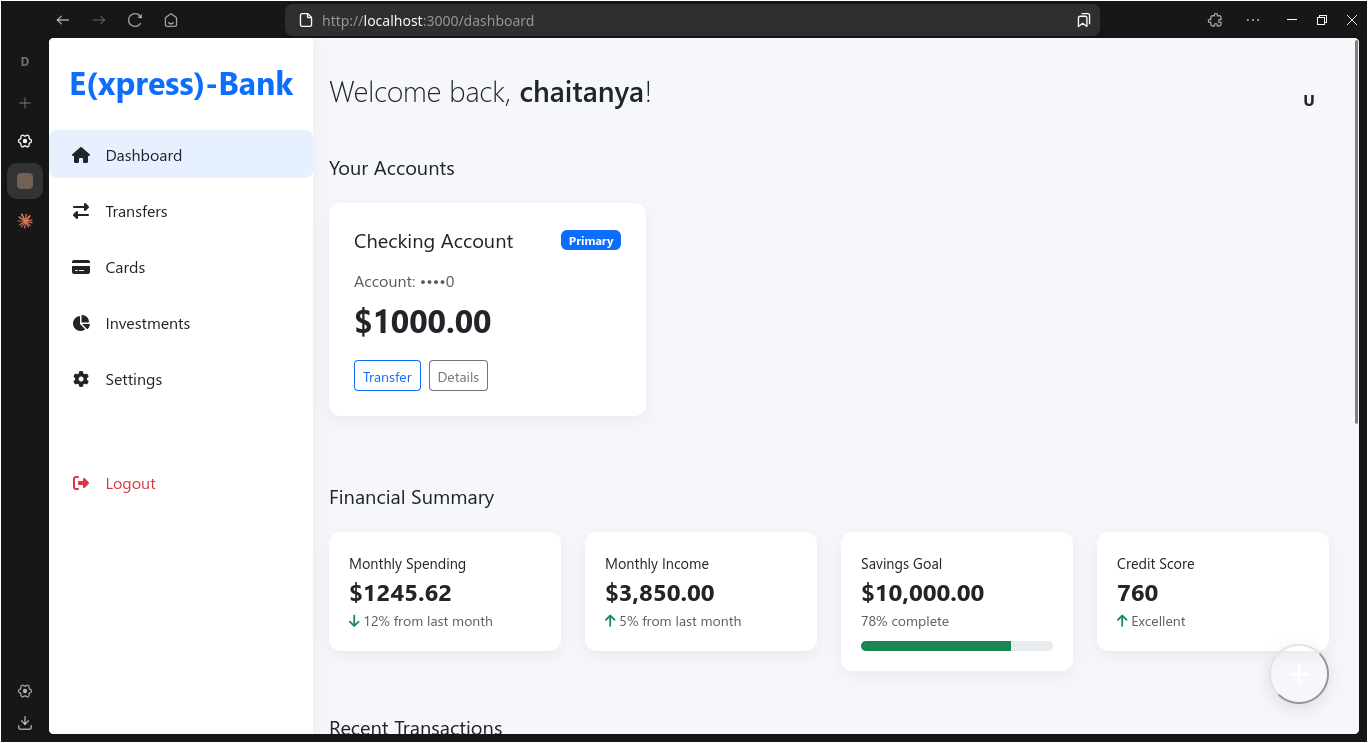 http://localhost:3000/dashboard
D
E(xpress)-Bank
Dashboard
Transfers
Cards
Investments
Settings
Logout
Welcome back, chaitanya!
U
Your Accounts
Checking Account
Primary
Account: ••••0
$1000.00
Transfer
Details
Financial Summary
Monthly Spending
$1245.62
12% from last month
Monthly Income
$3,850.00
5% from last month
Savings Goal
$10,000.00
78% complete
Credit Score
760
Excellent
Recent Transactions